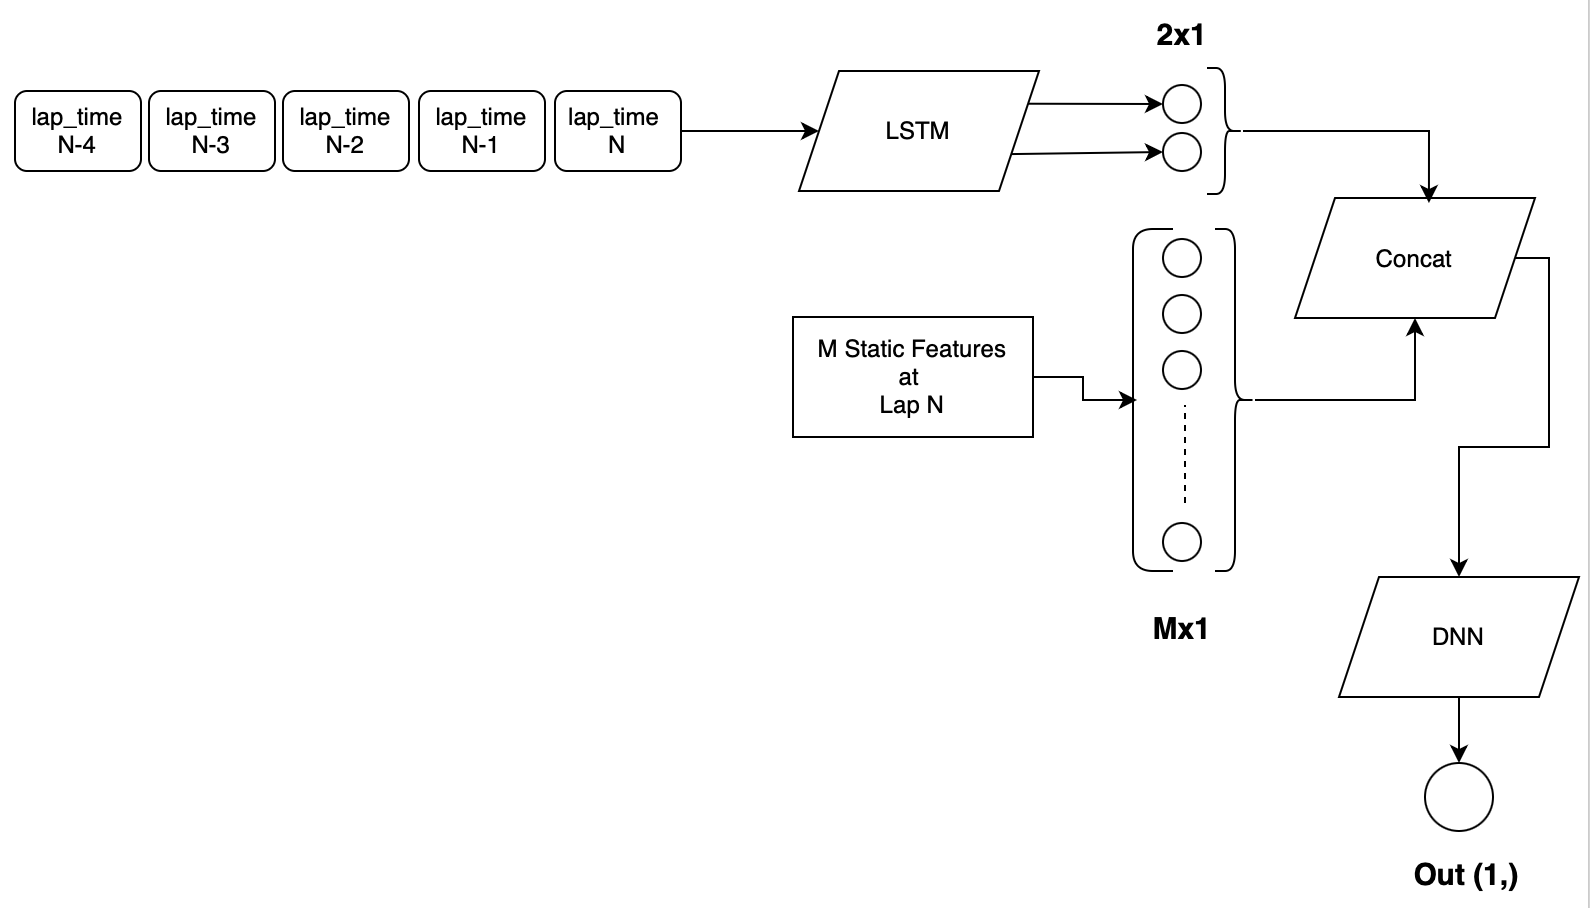 2x1
lap_time
N-4
lap_time
N-3
lap_time
N-2
lap_time
N-1
lap_time
N
LSTM
Concat
M Static Features
at
Lap N
Mx1
DNN
Out (1,)